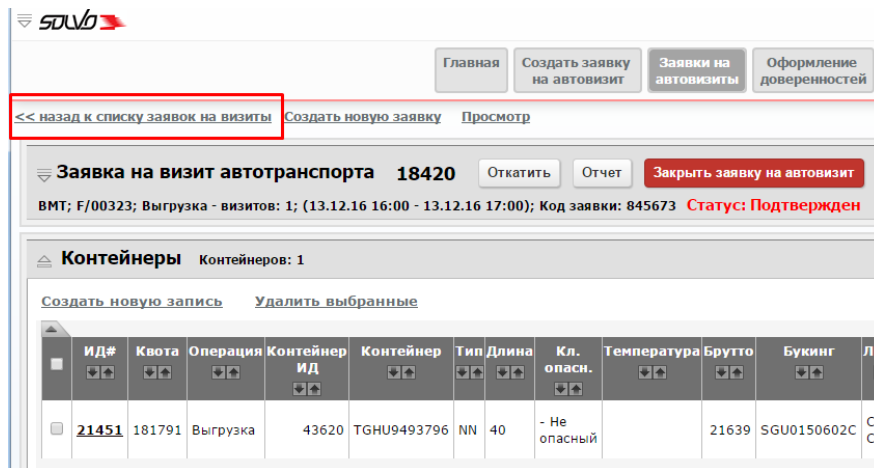 SOLVO
Главная
Создать заявку
на автовизит
Заявки на
автовизиты
Оформление
доверенностей
<< назад к списку заявок на визиты Создать новую заявку Просмотр
Заявка на визит автотранспорта 18420 Откатить Отчет Закрыть заявку на автовизит
ВМТ; F/00323; Выгрузка - визитов: 1; (13.12.16 16:00 - 13.12.16 17:00); Код заявки: 845673 Статус: Подтвержден
Контейнеры Контейнеров: 1
Создать новую запись Удалить выбранные
ИД#
Квота
Операция
Контейнер
ИД
Контейнер
Тип
Длина
Кл.
опасн.
Температура
Брутто
Букинг
21451 181791 Выгрузка 43620 TGHU9493796 NN 40 - Не
опасный
21639 SGU0150602C